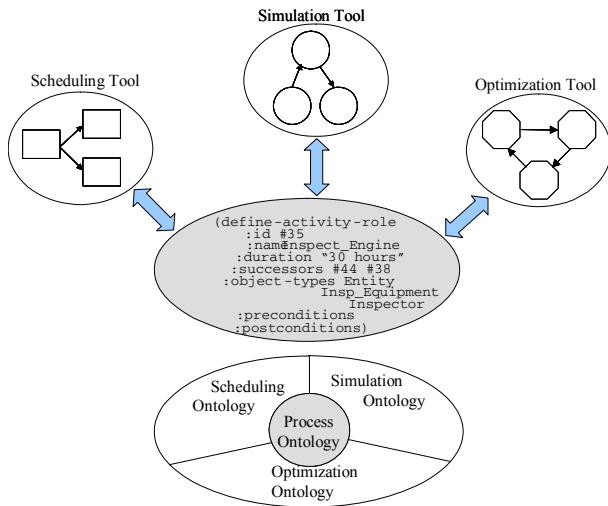 Simulation Tool
Scheduling Tool
Optimization Tool
(define-activity-role
:id #35
:name Inspect_Engine
:duration “30 hours”
:successors #44 #38
:object-types Entity
Insp_Equipment
Inspector
:preconditions
:postconditions)
Scheduling
Ontology
Simulation
Ontology
Process
Ontology
Optimization
Ontology